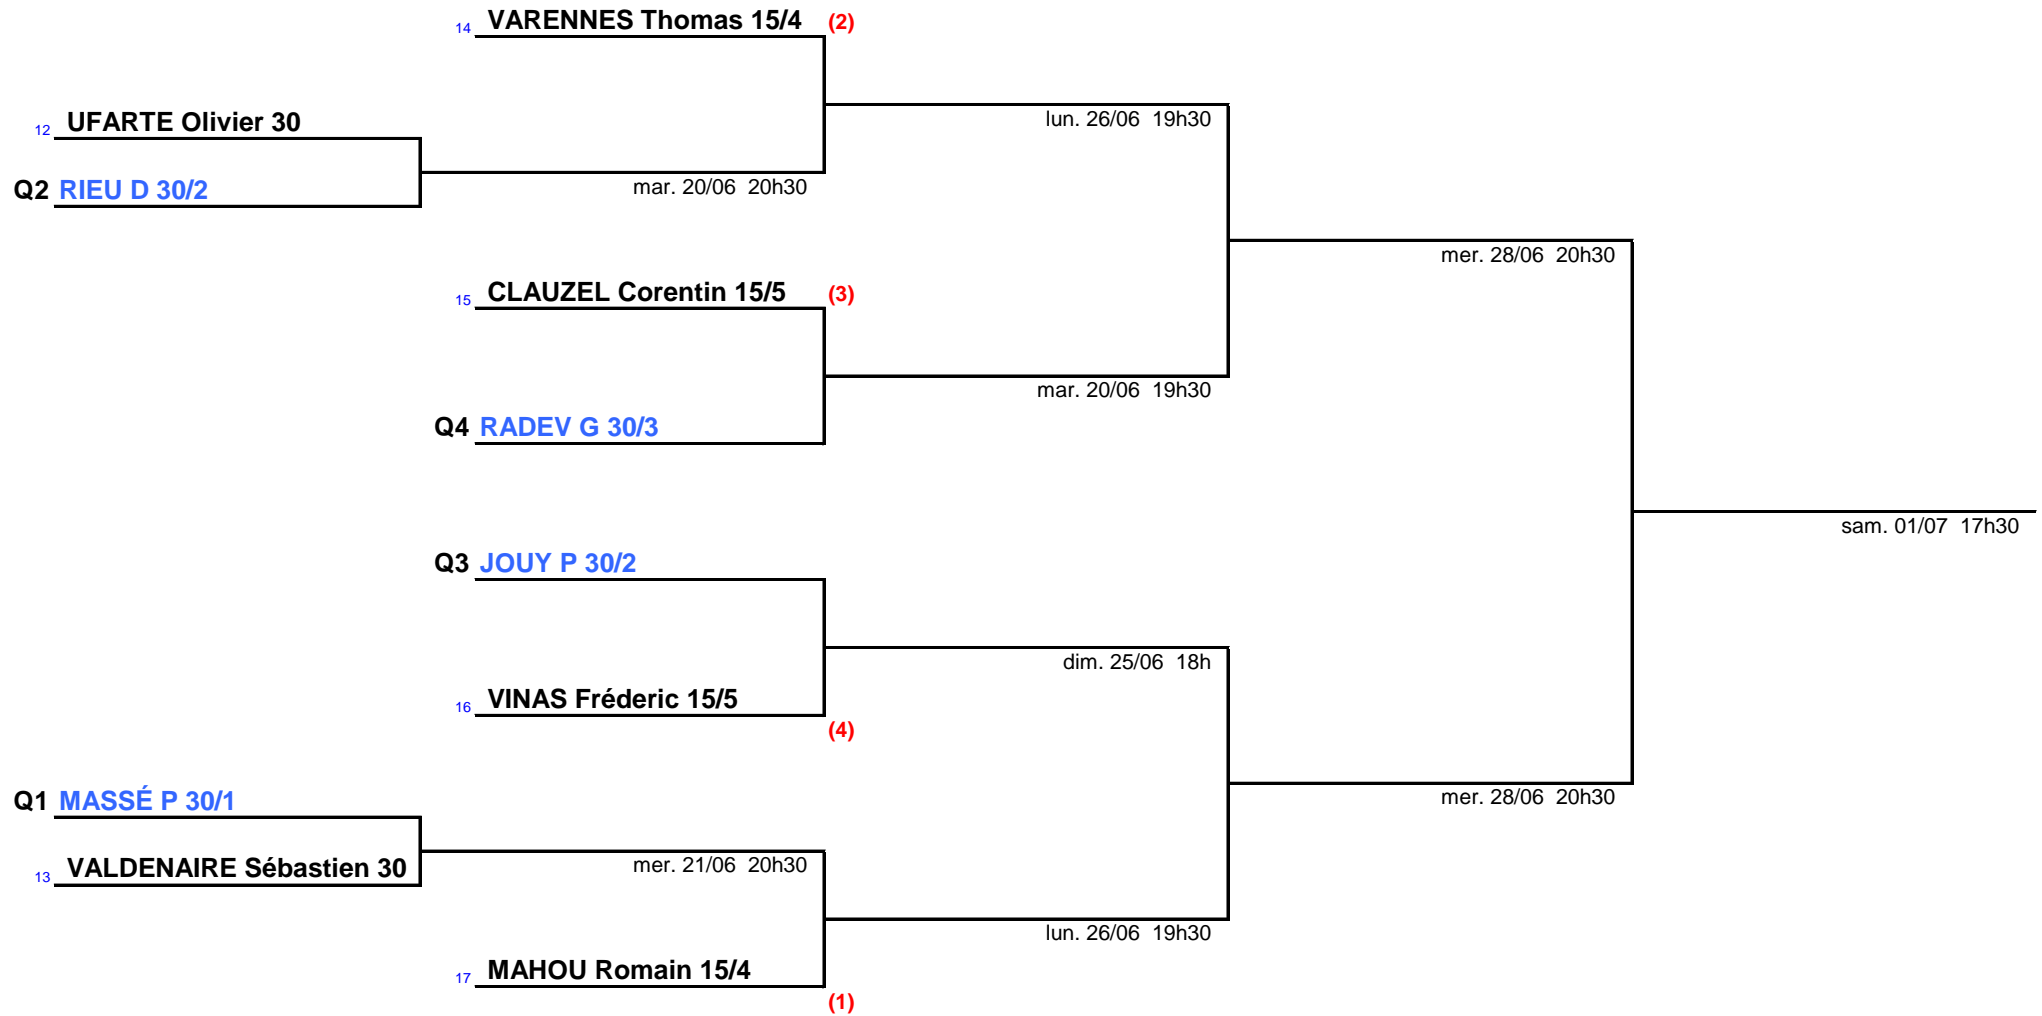 14 VARENNES Thomas 15/4 (2)
lun. 26/06 19h30
12 UFARTE Olivier 30
mar. 20/06 20h30
Q2 RIEU D 30/2
mer. 28/06 20h30
15 CLAUZEL Corentin 15/5 (3)
mar. 20/06 19h30
Q4 RADEV G 30/3
sam. 01/07 17h30
Q3 JOUY P 30/2
dim. 25/06 18h
16 VINAS Fréderic 15/5
(4)
Q1 MASSÉ P 30/1
mer. 28/06 20h30
13 VALDENAIRE Sébastien 30
mer. 21/06 20h30
lun. 26/06 19h30
17 MAHOU Romain 15/4
(1)